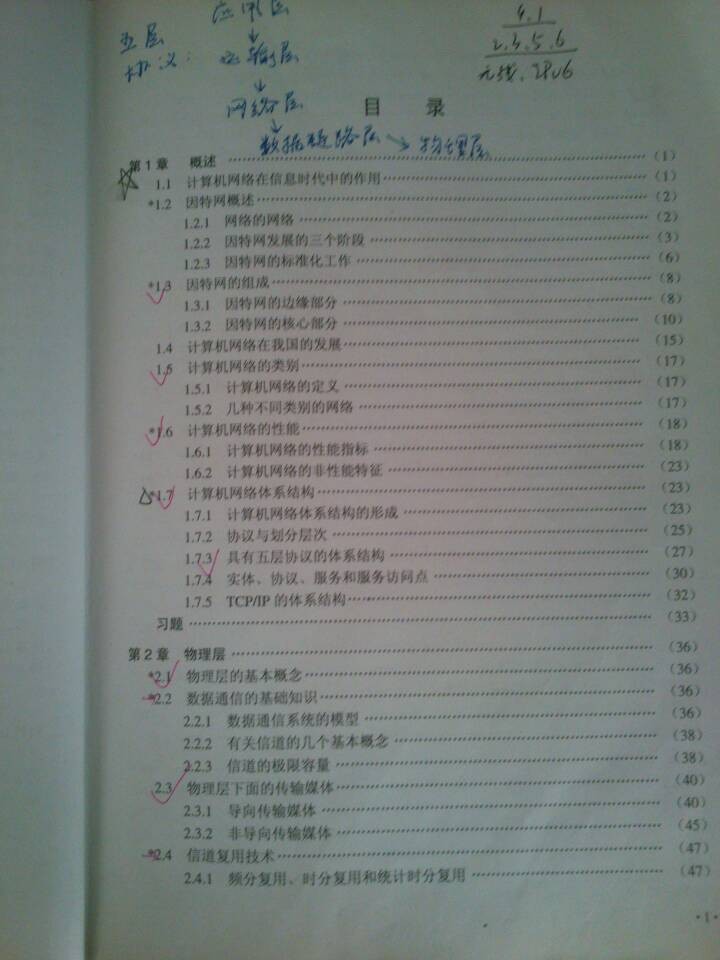 应用层
五层
协议：
运输层
网络层
数据链路层→物理层
4.1
2.3.5.6
无线、IPv6
目 录
第1章 概述 ……（1）
1.1 计算机网络在信息时代中的作用……（1）
*1.2 因特网概述……（2）
1.2.1 网络的网络……（2）
1.2.2 因特网发展的三个阶段……（3）
1.2.3 因特网的标准化工作……（6）
*1.3 因特网的组成……（8）
1.3.1 因特网的边缘部分……（8）
1.3.2 因特网的核心部分……（10）
1.4 计算机网络在我国的发展……（15）
1.5 计算机网络的类别……（17）
1.5.1 计算机网络的定义……（17）
1.5.2 几种不同类别的网络……（17）
*1.6 计算机网络的性能……（18）
1.6.1 计算机网络的性能指标……（18）
1.6.2 计算机网络的非性能特征……（23）
*1.7 计算机网络体系结构……（23）
1.7.1 计算机网络体系结构的形成……（23）
1.7.2 协议与划分层次……（25）
1.7.3 具有五层协议的体系结构……（27）
1.7.4 实体、协议、服务和服务访问点……（30）
1.7.5 TCP/IP 的体系结构……（32）
习题……（33）
第2章 物理层……（36）
*2.1 物理层的基本概念……（36）
*2.2 数据通信的基础知识……（36）
2.2.1 数据通信系统的模型……（36）
2.2.2 有关信道的几个基本概念……（38）
2.2.3 信道的极限容量……（38）
2.3 物理层下面的传输媒体……（40）
2.3.1 导向传输媒体……（40）
2.3.2 非导向传输媒体……（45）
*2.4 信道复用技术……（47）
2.4.1 频分复用、时分复用和统计时分复用……（47）
·1·